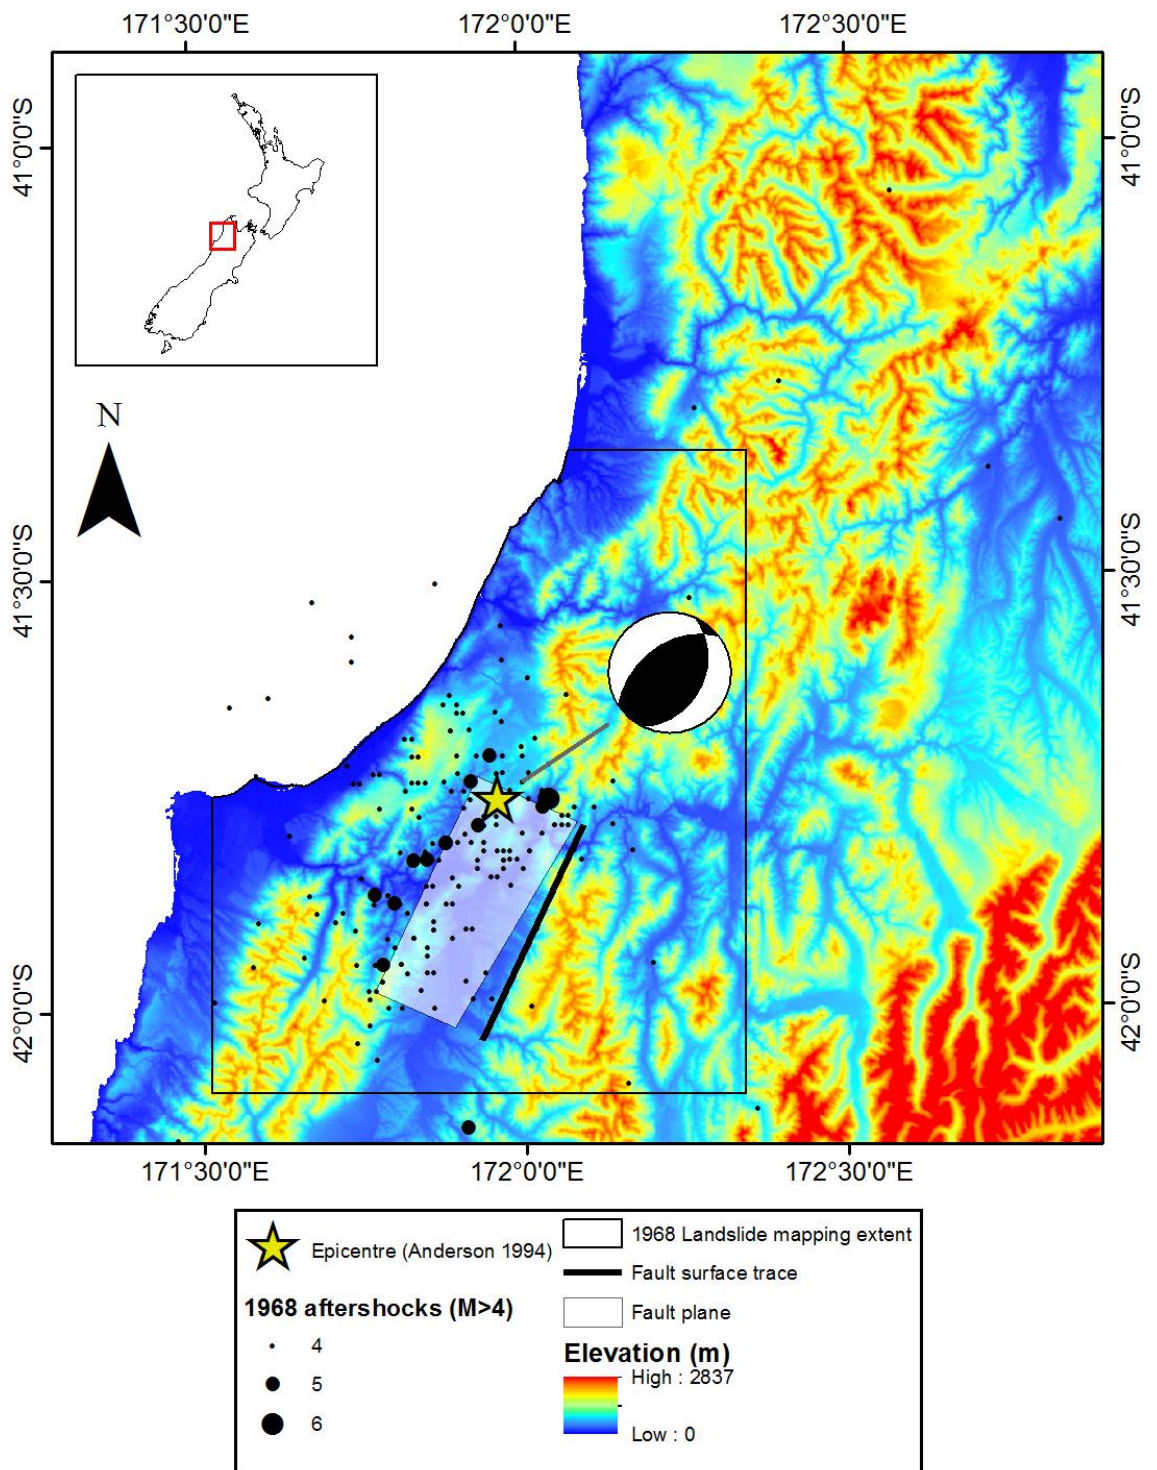 171°30'0"E 172°0'0"E 172°30'0"E
41°0'0"S 41°0'0"S
N
41°30'0"S 41°30'0"S
42°0'0"S 42°0'0"S
171°30'0"E 172°0'0"E 172°30'0"E
Epicentre (Anderson 1994)
1968 aftershocks (M>4)
4
5
6
1968 Landslide mapping extent
Fault surface trace
Fault plane
Elevation (m)
High : 2837
Low : 0